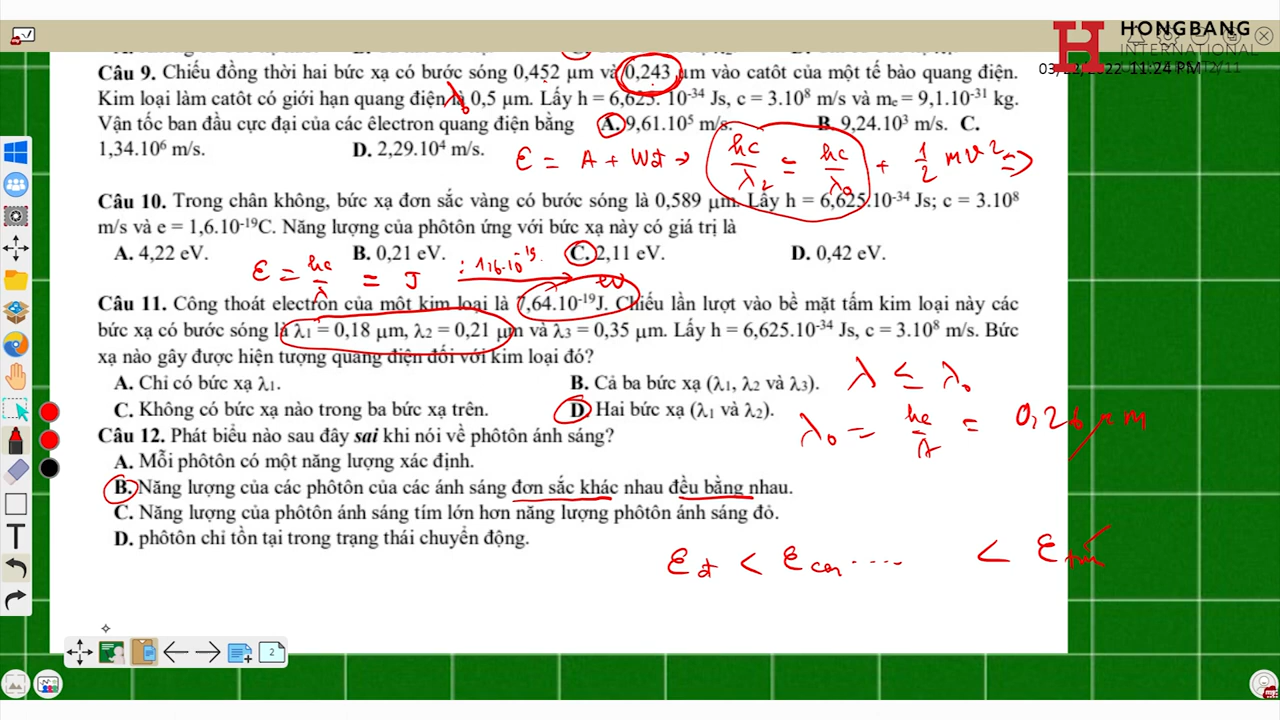 HONGBANG
INTERNATIONAL
03/22/2022 11:24 PM
Câu 9. Chiếu đồng thời hai bức xạ có bước sóng 0,452 μm và 0,243 μm vào catôt của một tế bào quang điện.
Kim loại làm catôt có giới hạn quang điện là 0,5 μm. Lấy h = 6,625. 10⁻³⁴ Js, c = 3.10⁸ m/s và mₑ = 9,1.10⁻³¹ kg.
λ₀
Vận tốc ban đầu cực đại của các êlectron quang điện bằng A. 9,61.10⁵ m/s. B. 9,24.10³ m/s. C.
1,34.10⁶ m/s. D. 2,29.10⁴ m/s.
ε = A + Wđ → hc/λ₂ = hc/λ₀ + 1/2 mv² ⇒
Câu 10. Trong chân không, bức xạ đơn sắc vàng có bước sóng là 0,589 μm. Lấy h = 6,625.10⁻³⁴ Js; c = 3.10⁸
m/s và e = 1,6.10⁻¹⁹C. Năng lượng của phôtôn ứng với bức xạ này có giá trị là
A. 4,22 eV. B. 0,21 eV. C. 2,11 eV. D. 0,42 eV.
ε = hc/λ = J : 1,6.10⁻¹⁹ → eV
Câu 11. Công thoát electron của một kim loại là 7,64.10⁻¹⁹J. Chiếu lần lượt vào bề mặt tấm kim loại này các
bức xạ có bước sóng là λ₁ = 0,18 μm, λ₂ = 0,21 μm và λ₃ = 0,35 μm. Lấy h = 6,625.10⁻³⁴ Js, c = 3.10⁸ m/s. Bức
xạ nào gây được hiện tượng quang điện đối với kim loại đó?
A. Chỉ có bức xạ λ₁. B. Cả ba bức xạ (λ₁, λ₂ và λ₃).
λ ≤ λ₀
C. Không có bức xạ nào trong ba bức xạ trên. D. Hai bức xạ (λ₁ và λ₂).
λ₀ = hc/A = 0,26 μm
Câu 12. Phát biểu nào sau đây sai khi nói về phôtôn ánh sáng?
A. Mỗi phôtôn có một năng lượng xác định.
B. Năng lượng của các phôtôn của các ánh sáng đơn sắc khác nhau đều bằng nhau.
C. Năng lượng của phôtôn ánh sáng tím lớn hơn năng lượng phôtôn ánh sáng đỏ.
D. phôtôn chỉ tồn tại trong trạng thái chuyển động.
ε đ < ε cam .... < ε tím
2